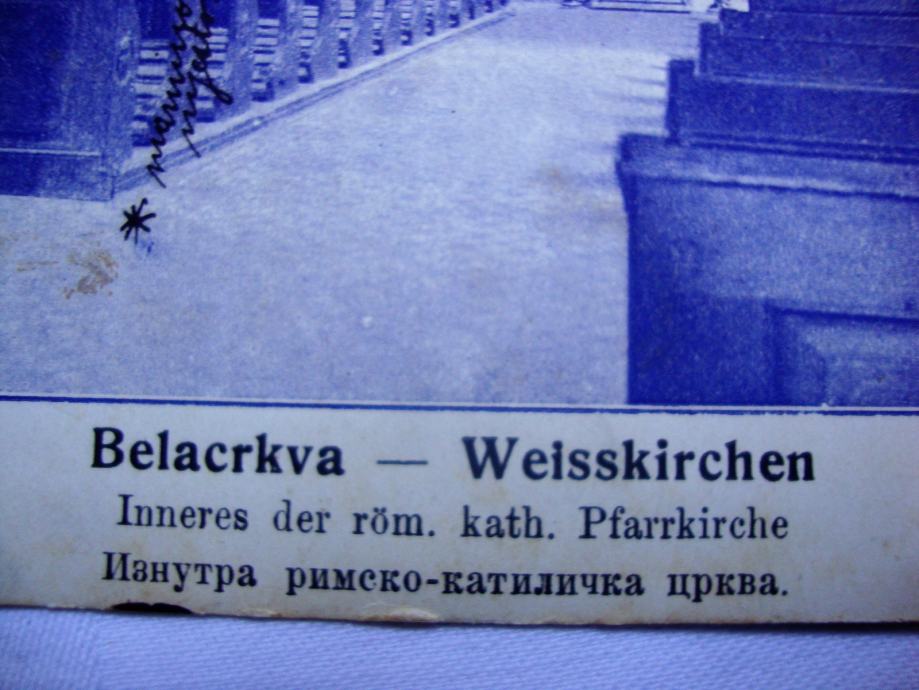 Belacrkva — Weisskirchen
Inneres der röm. kath. Pfarrkirche
Изнутра римско-катиличка црква.